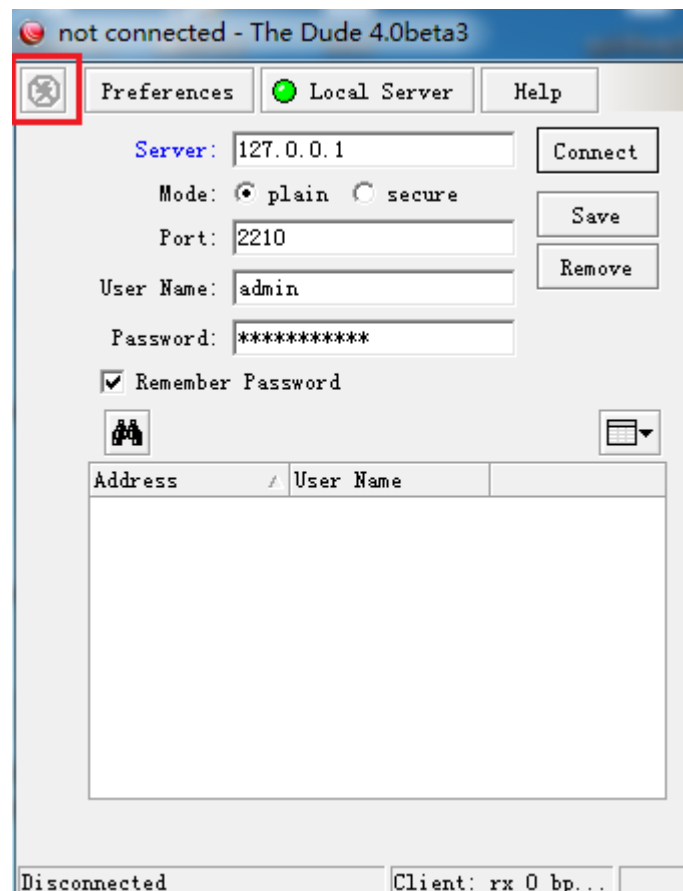 not connected - The Dude 4.0beta3
Preferences Local Server Help
Server: 127.0.0.1 Connect
Mode: plain secure
Save
Port: 2210
Remove
User Name: admin
Password: ***********
Remember Password
Address User Name
Disconnected Client: rx 0 bp...